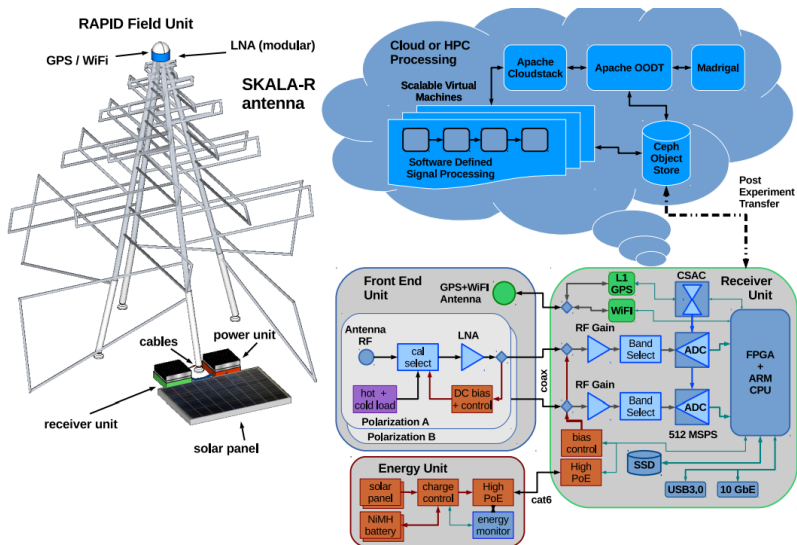 RAPID Field Unit
GPS / WiFi
LNA (modular)
SKALA-R
antenna
cables
power unit
receiver unit
solar panel
Cloud or HPC
Processing
Apache
Cloudstack
Apache OODT
Madrigal
Scalable Virtual
Machines
Software Defined
Signal Processing
Ceph
Object
Store
Post
Experiment
Transfer
Front End
Unit
GPS+WiFI
Antenna
Antenna
RF
cal
select
LNA
hot +
cold load
DC bias
+ control
Polarization A
Polarization B
coax
L1
GPS
WiFI
CSAC
Receiver
Unit
RF Gain
Band
Select
ADC
RF Gain
Band
Select
ADC
512 MSPS
FPGA
+
ARM
CPU
bias
control
High
PoE
SSD
USB3,0
10 GbE
cat6
Energy Unit
solar
panel
charge
control
High
PoE
NiMH
battery
energy
monitor